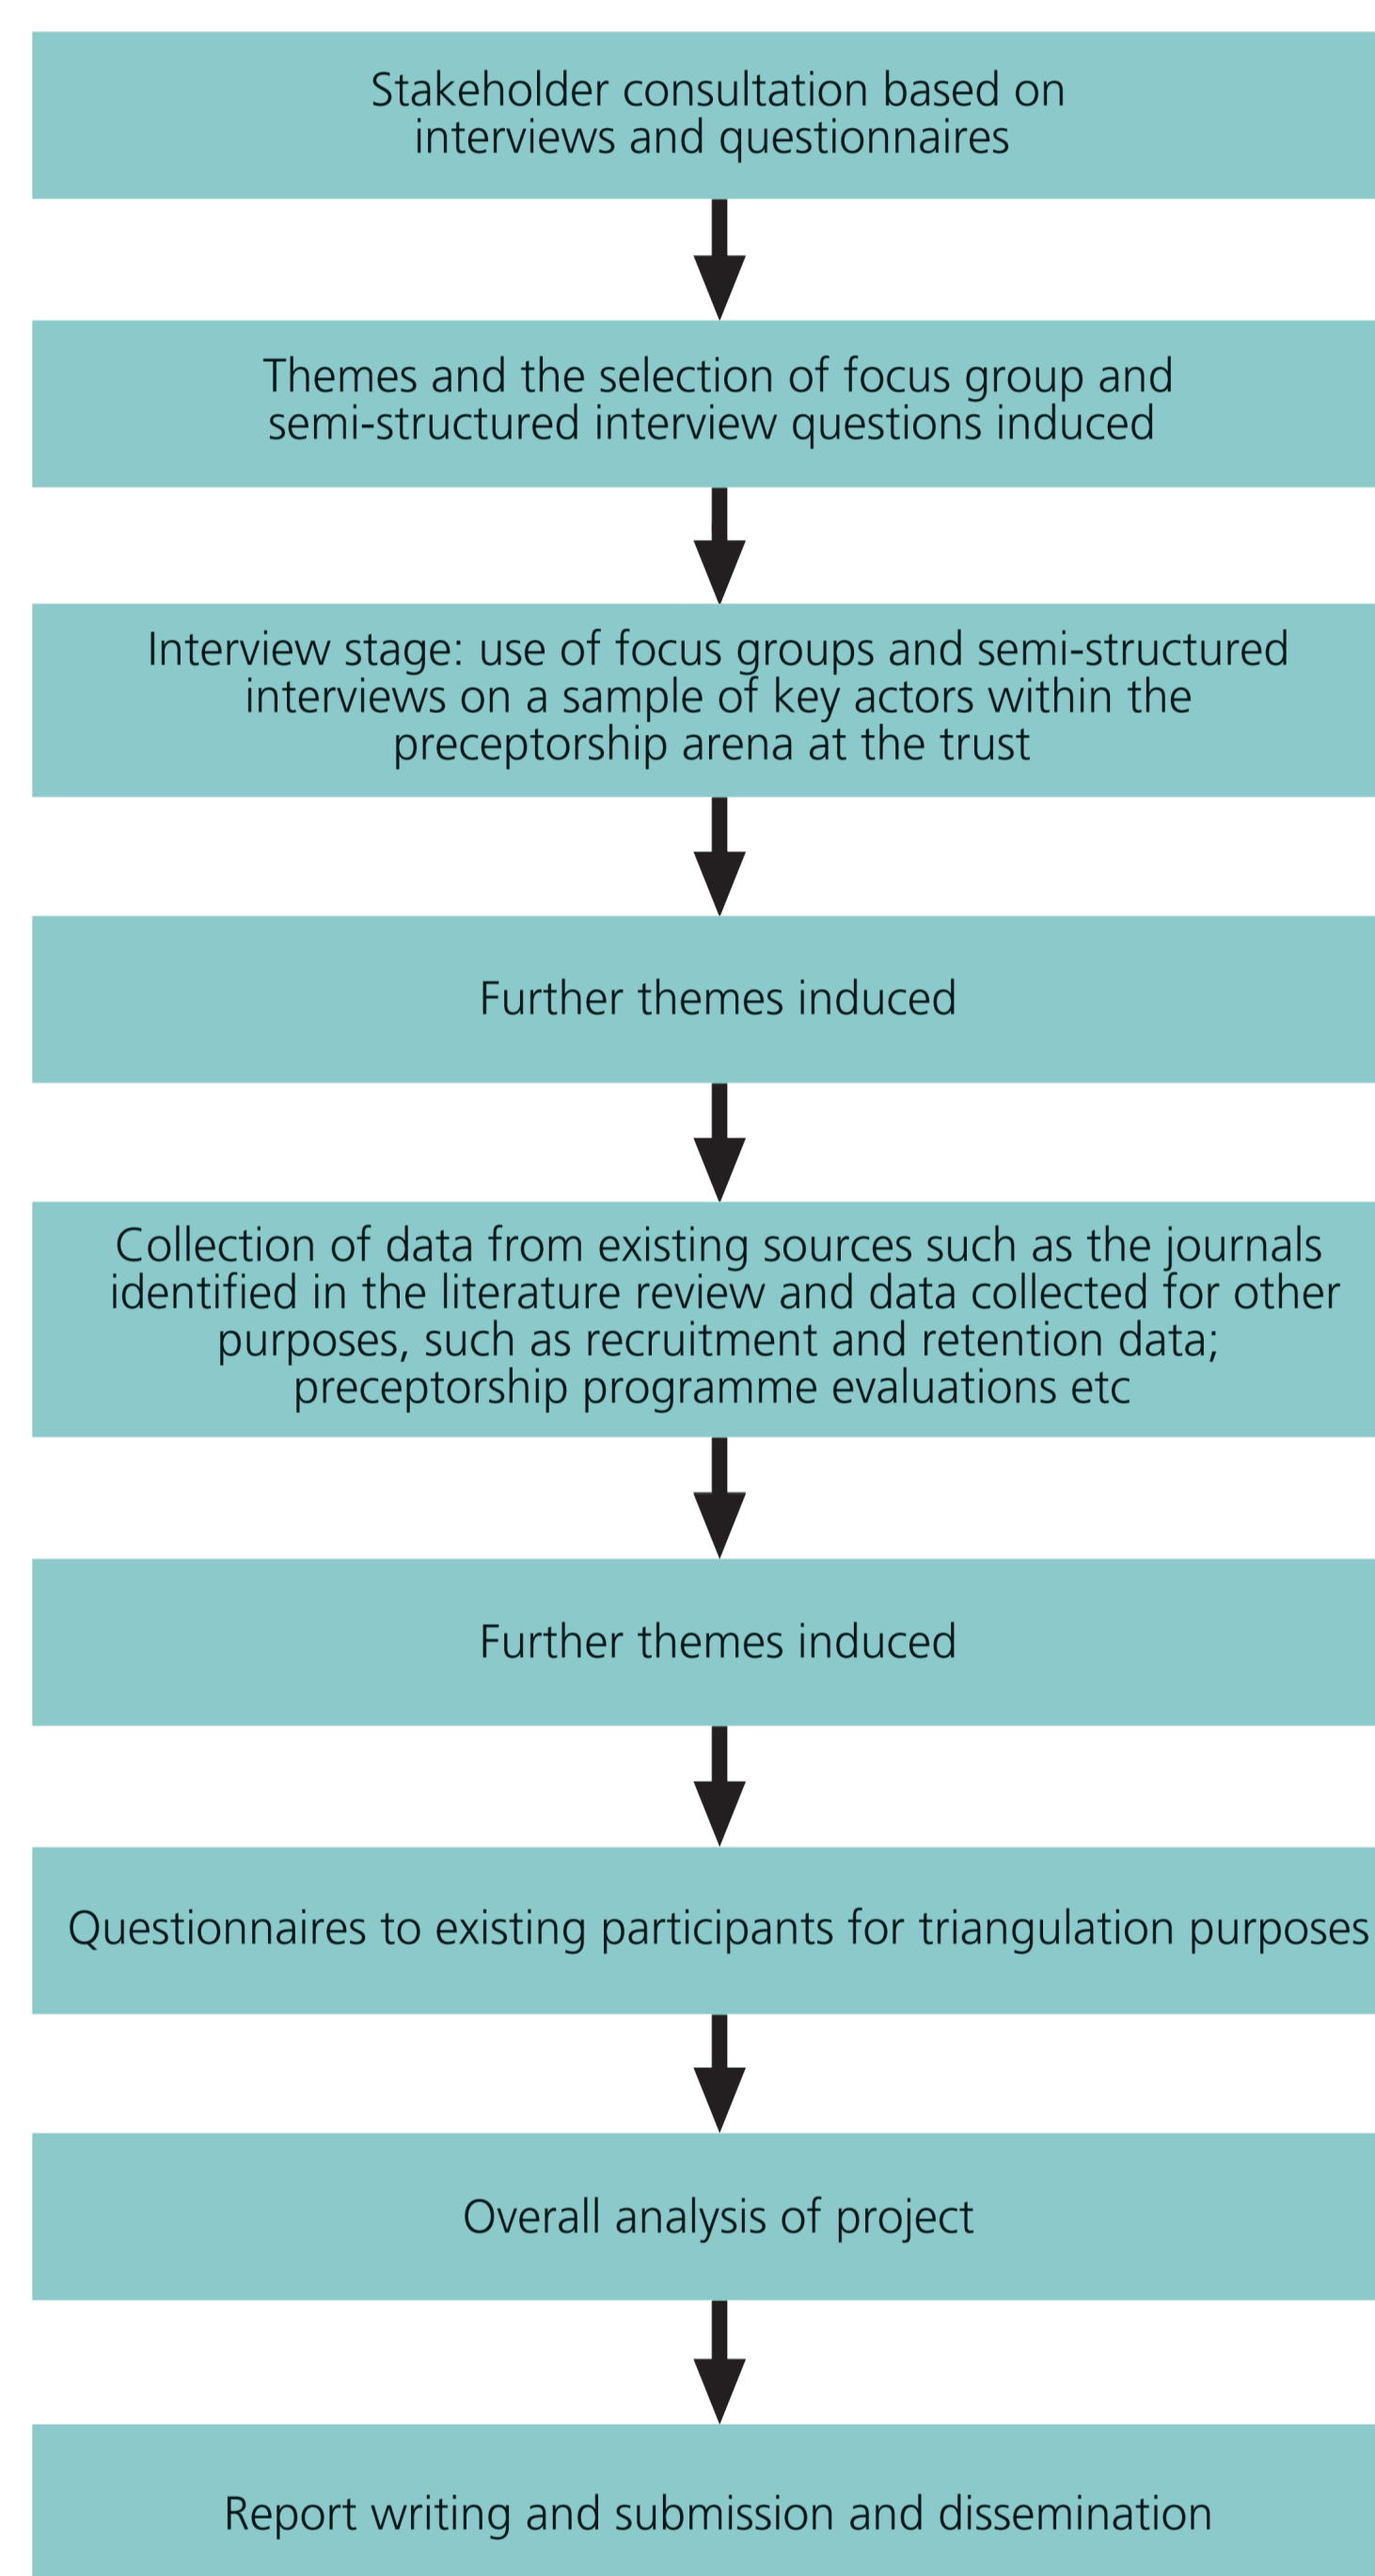 Stakeholder consultation based on
interviews and questionnaires
Themes and the selection of focus group and
semi-structured interview questions induced
Interview stage: use of focus groups and semi-structured
interviews on a sample of key actors within the
preceptorship arena at the trust
Further themes induced
Collection of data from existing sources such as the journals
identified in the literature review and data collected for other
purposes, such as recruitment and retention data;
preceptorship programme evaluations etc
Further themes induced
Questionnaires to existing participants for triangulation purposes
Overall analysis of project
Report writing and submission and dissemination